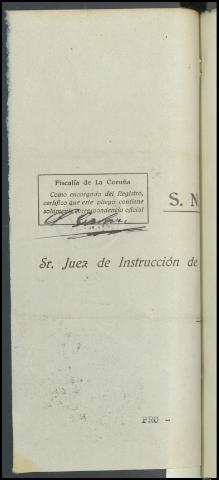 Fiscalía de La Coruña
Como encargado del Registro,
certifico que este pliego contiene
solamente correspondencia oficial
S. N
Sr. Juez de Instrucción de
PRO -